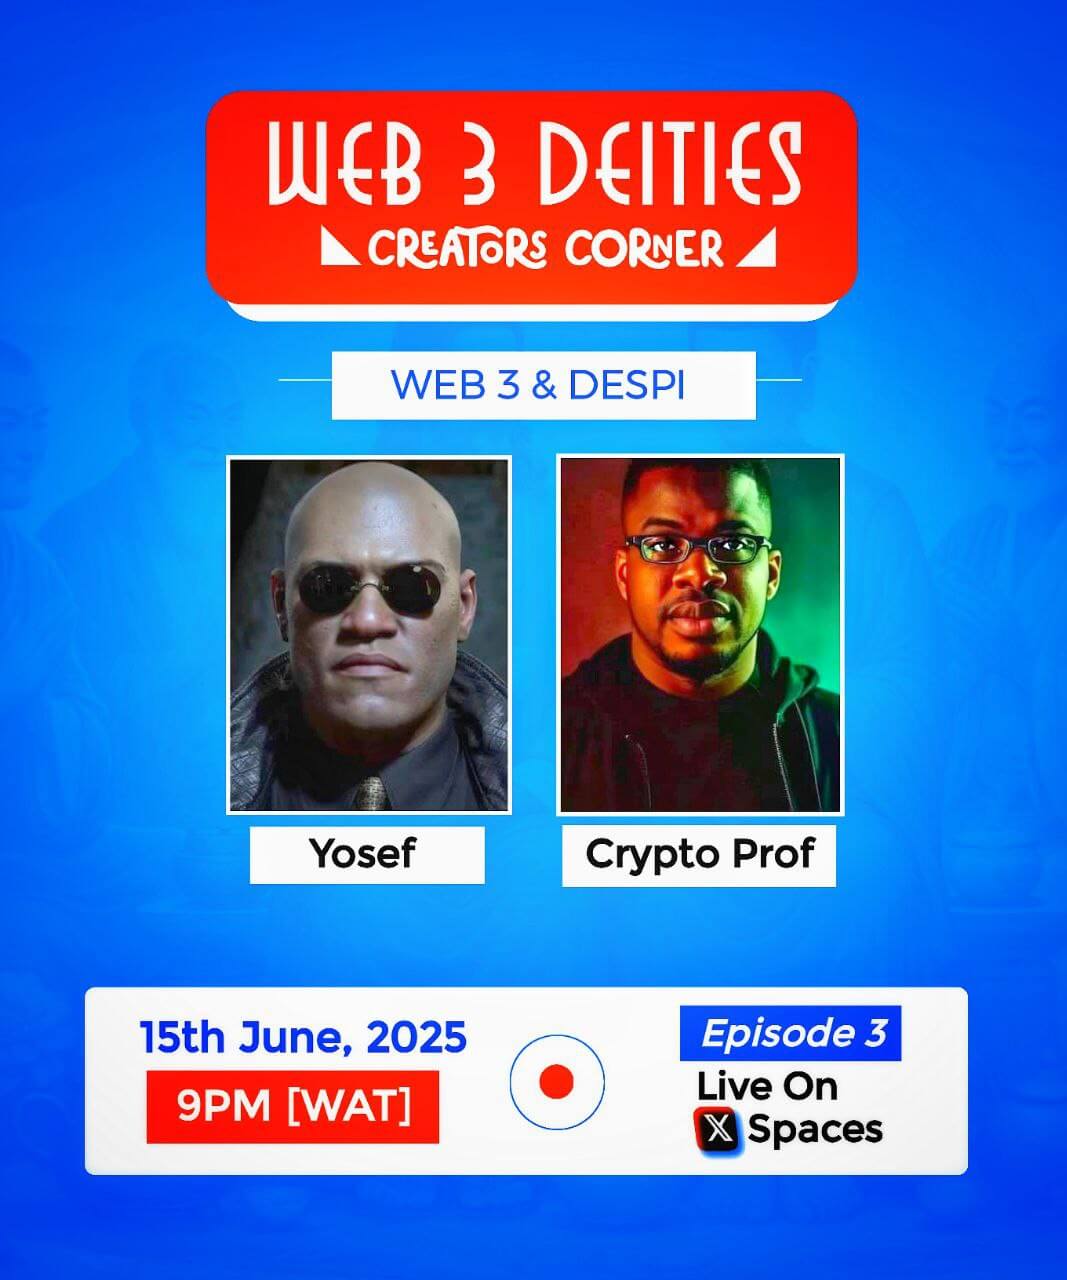 WEB 3 DEITIES
CREATORS CORNER
WEB 3 & DESPI
Yosef
Crypto Prof
15th June, 2025
9PM [WAT]
Episode 3
Live On
X Spaces